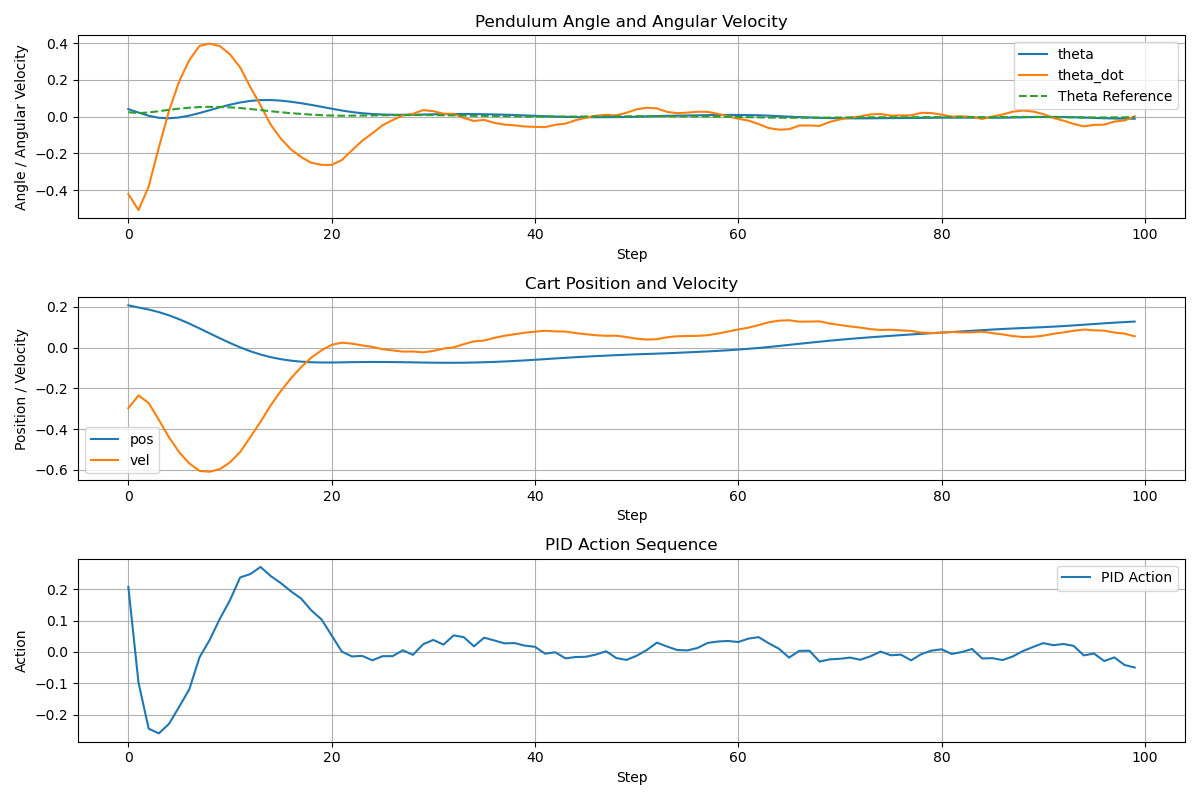 Pendulum Angle and Angular Velocity
Angle / Angular Velocity
0.4
0.2
0.0
−0.2
−0.4
theta
theta_dot
Theta Reference
0 20 40 60 80 100
Step
Cart Position and Velocity
Position / Velocity
0.2
0.0
−0.2
−0.4
−0.6
pos
vel
0 20 40 60 80 100
Step
PID Action Sequence
Action
0.2
0.1
0.0
−0.1
−0.2
PID Action
0 20 40 60 80 100
Step